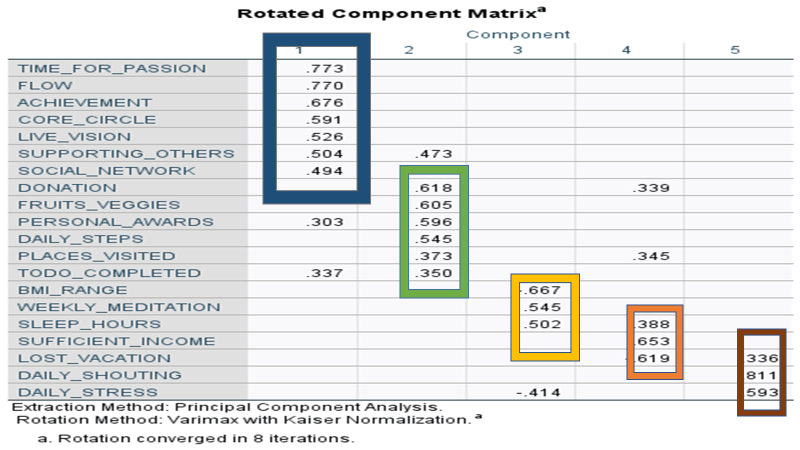 Rotated Component Matrixa
Component
1 2 3 4 5
TIME_FOR_PASSION .773
FLOW .770
ACHIEVEMENT .676
CORE_CIRCLE .591
LIVE_VISION .526
SUPPORTING_OTHERS .504 .473
SOCIAL_NETWORK .494
DONATION .618 .339
FRUITS_VEGGIES .605
PERSONAL_AWARDS .303 .596
DAILY_STEPS .545
PLACES_VISITED .373 .345
TODO_COMPLETED .337 .350
BMI_RANGE -.667
WEEKLY_MEDITATION .545
SLEEP_HOURS .502 388
SUFFICIENT_INCOME 653
LOST_VACATION 619 336
DAILY_SHOUTING 811
DAILY_STRESS -.414 593
Extraction Method: Principal Component Analysis.
Rotation Method: Varimax with Kaiser Normalization.a
a. Rotation converged in 8 iterations.